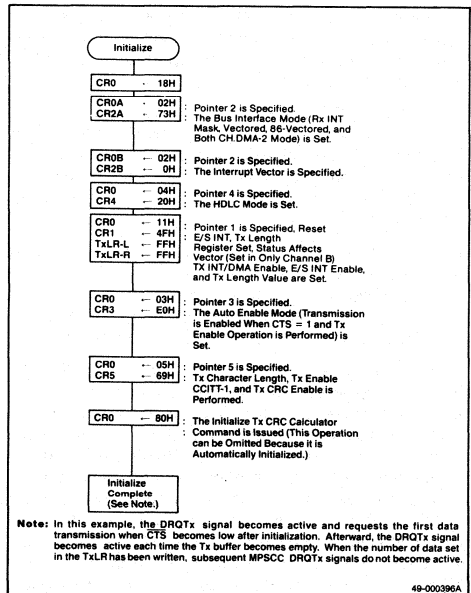 Initialize
CR0 · 18H
CR0A · 02H : Pointer 2 is Specified.
CR2A ← 73H : The Bus Interface Mode (Rx INT
Mask, Vectored, 86-Vectored, and
Both CH.DMA-2 Mode) is Set.
CR0B ← 02H : Pointer 2 is Specified.
CR2B ← 0H : The Interrupt Vector is Specified.
CR0 ← 04H : Pointer 4 is Specified.
CR4 ← 20H : The HDLC Mode is Set.
CR0 ← 11H : Pointer 1 is Specified, Reset
CR1 ← 4FH : E/S INT, Tx Length
TxLR-L ← FFH Register Set, Status Affects
TxLR-R ← FFH Vector (Set in Only Channel B)
TX INT/DMA Enable, E/S INT Enable,
and Tx Length Value are Set.
CR0 ← 03H : Pointer 3 is Specified.
CR3 ← E0H : The Auto Enable Mode (Transmission
is Enabled When CTS = 1 and Tx
Enable Operation is Performed) is
Set.
CR0 ← 05H : Pointer 5 is Specified.
CR5 ← 69H : Tx Character Length, Tx Enable
CCITT-1, and Tx CRC Enable is
Performed.
CR0 ← 80H : The Initialize Tx CRC Calculator
: Command is Issued (This Operation
can be Omitted Because it is
Automatically Initialized.)
Initialize
Complete
(See Note.)
Note: In this example, the DRQTx signal becomes active and requests the first data
transmission when C̅T̅S̅ becomes low after initialization. Afterward, the DRQTx signal
becomes active each time the Tx buffer becomes empty. When the number of data set
in the TxLR has been written, subsequent MPSCC DRQTx signals do not become active.
49-000396A